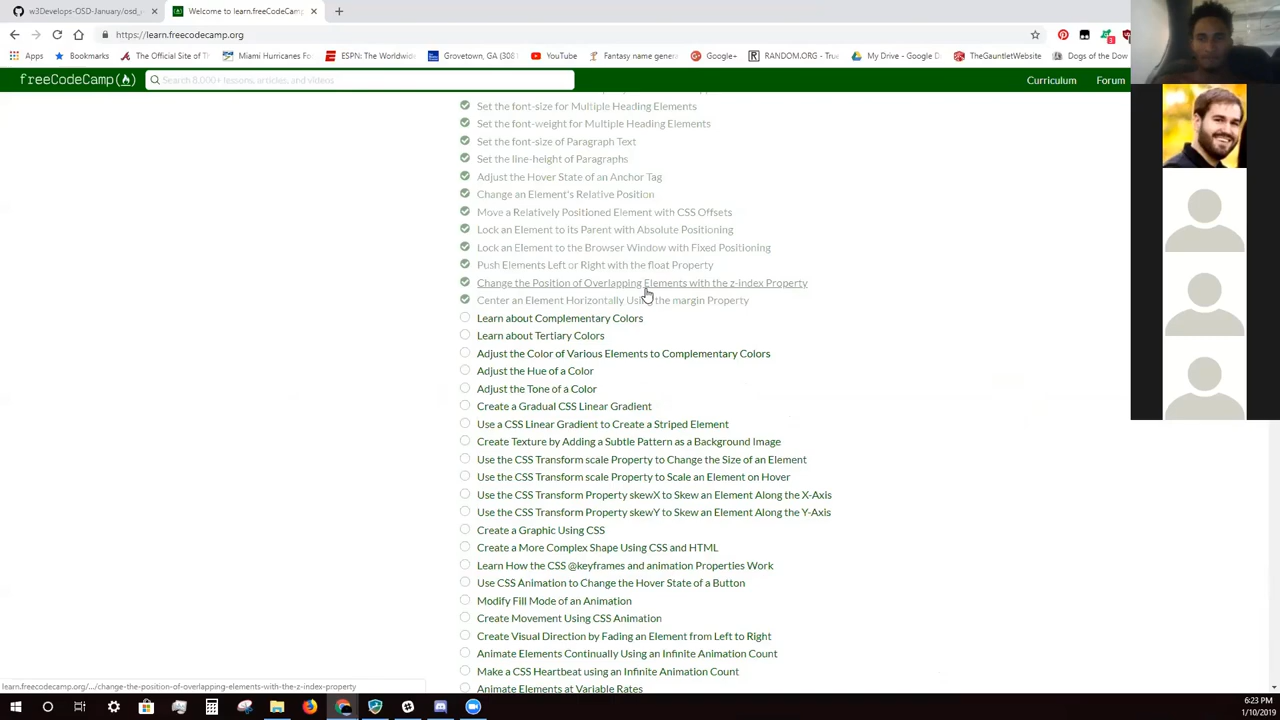 w3Develops-OSD-January/osd_
Welcome to learn.freeCodeCamp
https://learn.freecodecamp.org
Apps
Bookmarks
The Official Site of
Miami Hurricanes F
ESPN: The Worldwide
Grovetown, GA (3081
YouTube
Fantasy name gener
Google+
RANDOM.ORG - True
My Drive - Google D
TheGauntletWebsite
Dogs of the Dow
freeCodeCamp
Search 8,000+ lessons, articles, and videos
Curriculum
Forum
Set the font-size for Multiple Heading Elements
Set the font-weight for Multiple Heading Elements
Set the font-size of Paragraph Text
Set the line-height of Paragraphs
Adjust the Hover State of an Anchor Tag
Change an Element's Relative Position
Move a Relatively Positioned Element with CSS Offsets
Lock an Element to its Parent with Absolute Positioning
Lock an Element to the Browser Window with Fixed Positioning
Push Elements Left or Right with the float Property
Change the Position of Overlapping Elements with the z-index Property
Center an Element Horizontally Using the margin Property
Learn about Complementary Colors
Learn about Tertiary Colors
Adjust the Color of Various Elements to Complementary Colors
Adjust the Hue of a Color
Adjust the Tone of a Color
Create a Gradual CSS Linear Gradient
Use a CSS Linear Gradient to Create a Striped Element
Create Texture by Adding a Subtle Pattern as a Background Image
Use the CSS Transform scale Property to Change the Size of an Element
Use the CSS Transform scale Property to Scale an Element on Hover
Use the CSS Transform Property skewX to Skew an Element Along the X-Axis
Use the CSS Transform Property skewY to Skew an Element Along the Y-Axis
Create a Graphic Using CSS
Create a More Complex Shape Using CSS and HTML
Learn How the CSS @keyframes and animation Properties Work
Use CSS Animation to Change the Hover State of a Button
Modify Fill Mode of an Animation
Create Movement Using CSS Animation
Create Visual Direction by Fading an Element from Left to Right
Animate Elements Continually Using an Infinite Animation Count
Make a CSS Heartbeat using an Infinite Animation Count
Animate Elements at Variable Rates
learn.freecodecamp.org/.../change-the-position-of-overlapping-elements-with-the-z-index-property
6:23 PM
1/10/2019